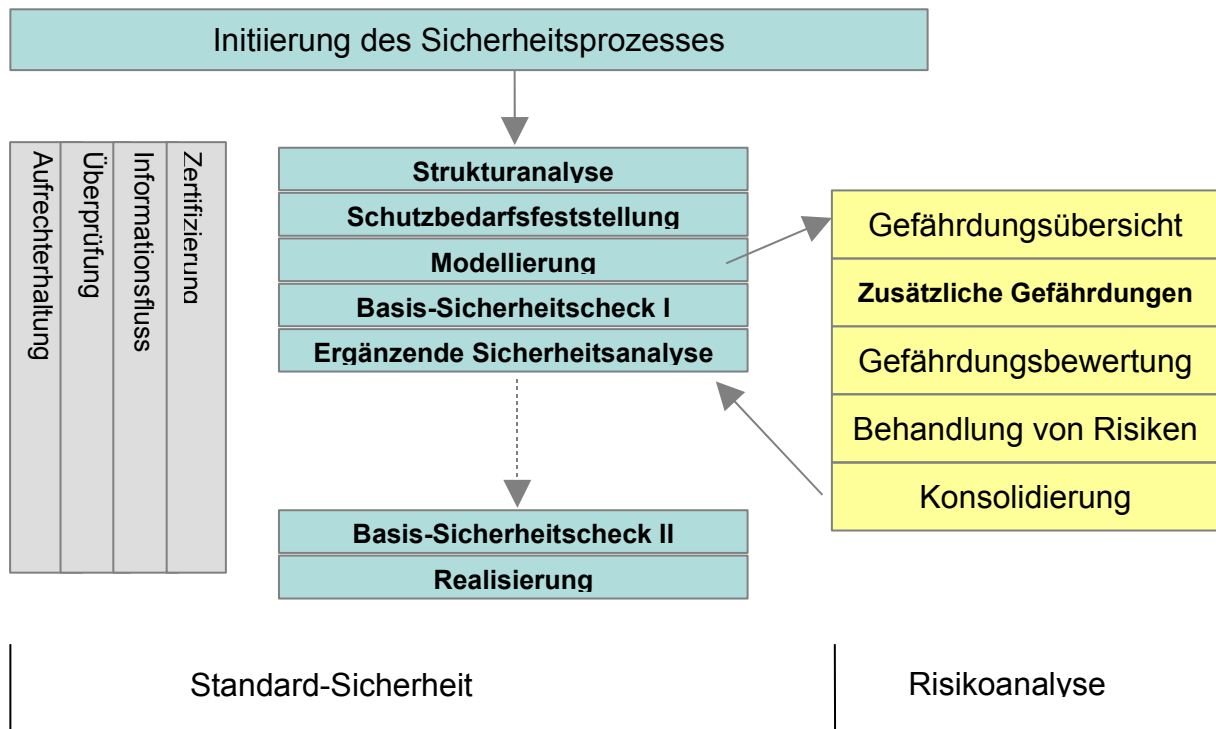 Initiierung des Sicherheitsprozesses
Aufrechterhaltung
Überprüfung
Informationsfluss
Zertifizierung
Strukturanalyse
Schutzbedarfsfeststellung
Modellierung
Basis-Sicherheitscheck I
Ergänzende Sicherheitsanalyse
Basis-Sicherheitscheck II
Realisierung
Gefährdungsübersicht
Zusätzliche Gefährdungen
Gefährdungsbewertung
Behandlung von Risiken
Konsolidierung
Standard-Sicherheit
Risikoanalyse